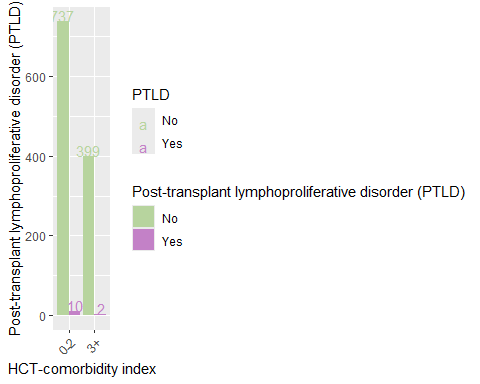 Post-transplant lymphoproliferative disorder (PTLD)
737
600
400
200
0
399
10
2
0-2
3+
HCT-comorbidity index
PTLD
a No
a Yes
Post-transplant lymphoproliferative disorder (PTLD)
No
Yes